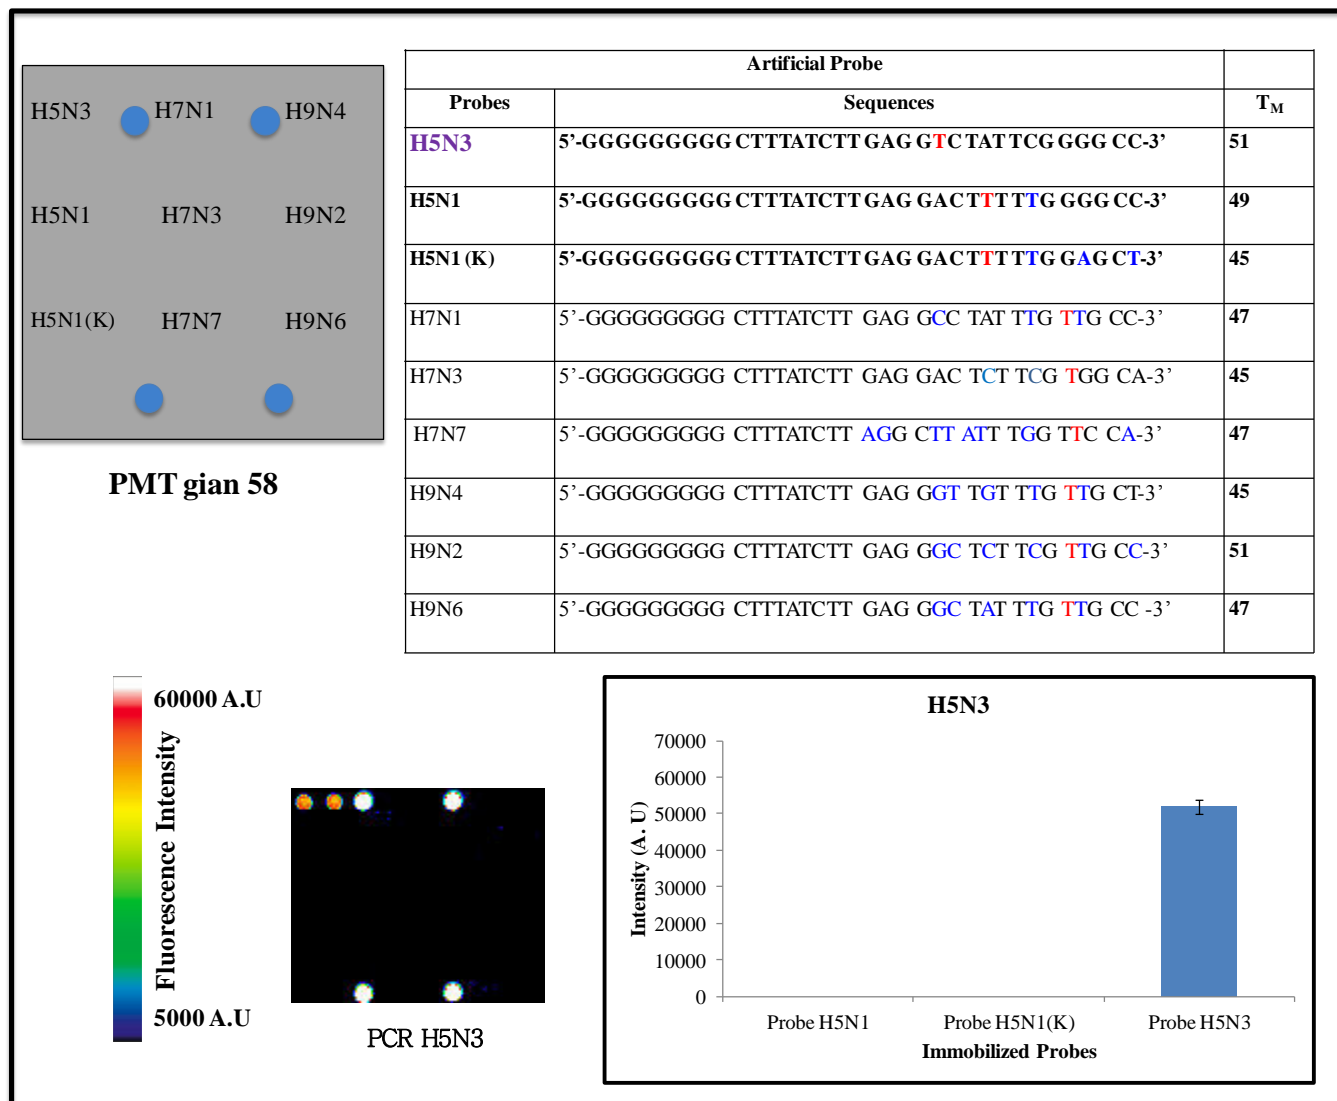 H5N3 H7N1 H9N4
H5N1 H7N3 H9N2
H5N1(K) H7N7 H9N6
PMT gian 58
Artificial Probe
Probes Sequences TM
H5N3 5’-GGGGGGGGG CTTTATCTT GAG GTC TAT TCG GGG CC-3’ 51
H5N1 5’-GGGGGGGGG CTTTATCTT GAG GACTT TTTG GGG CC-3’ 49
H5N1 (K) 5’-GGGGGGGGG CTTTATCTT GAG GACTT TTTG GAG CT-3’ 45
H7N1 5’-GGGGGGGGG CTTTATCTT GAG GCC TAT TTG TTG CC-3’ 47
H7N3 5’-GGGGGGGGG CTTTATCTT GAG GAC TCT TCG TGG CA-3’ 45
H7N7 5’-GGGGGGGGG CTTTATCTT AGG CTT ATT TGG TTC CA-3’ 47
H9N4 5’-GGGGGGGGG CTTTATCTT GAG GGT TGT TTG TTG CT-3’ 45
H9N2 5’-GGGGGGGGG CTTTATCTT GAG GGC TCT TCG TTG CC-3’ 51
H9N6 5’-GGGGGGGGG CTTTATCTT GAG GGC TAT TTG TTG CC -3’ 47
60000 A.U
Fluorescence Intensity
5000 A.U
PCR H5N3
H5N3
70000
60000
50000
40000
30000
20000
10000
0
Intensity (A. U)
Probe H5N1 Probe H5N1(K) Probe H5N3
Immobilized Probes